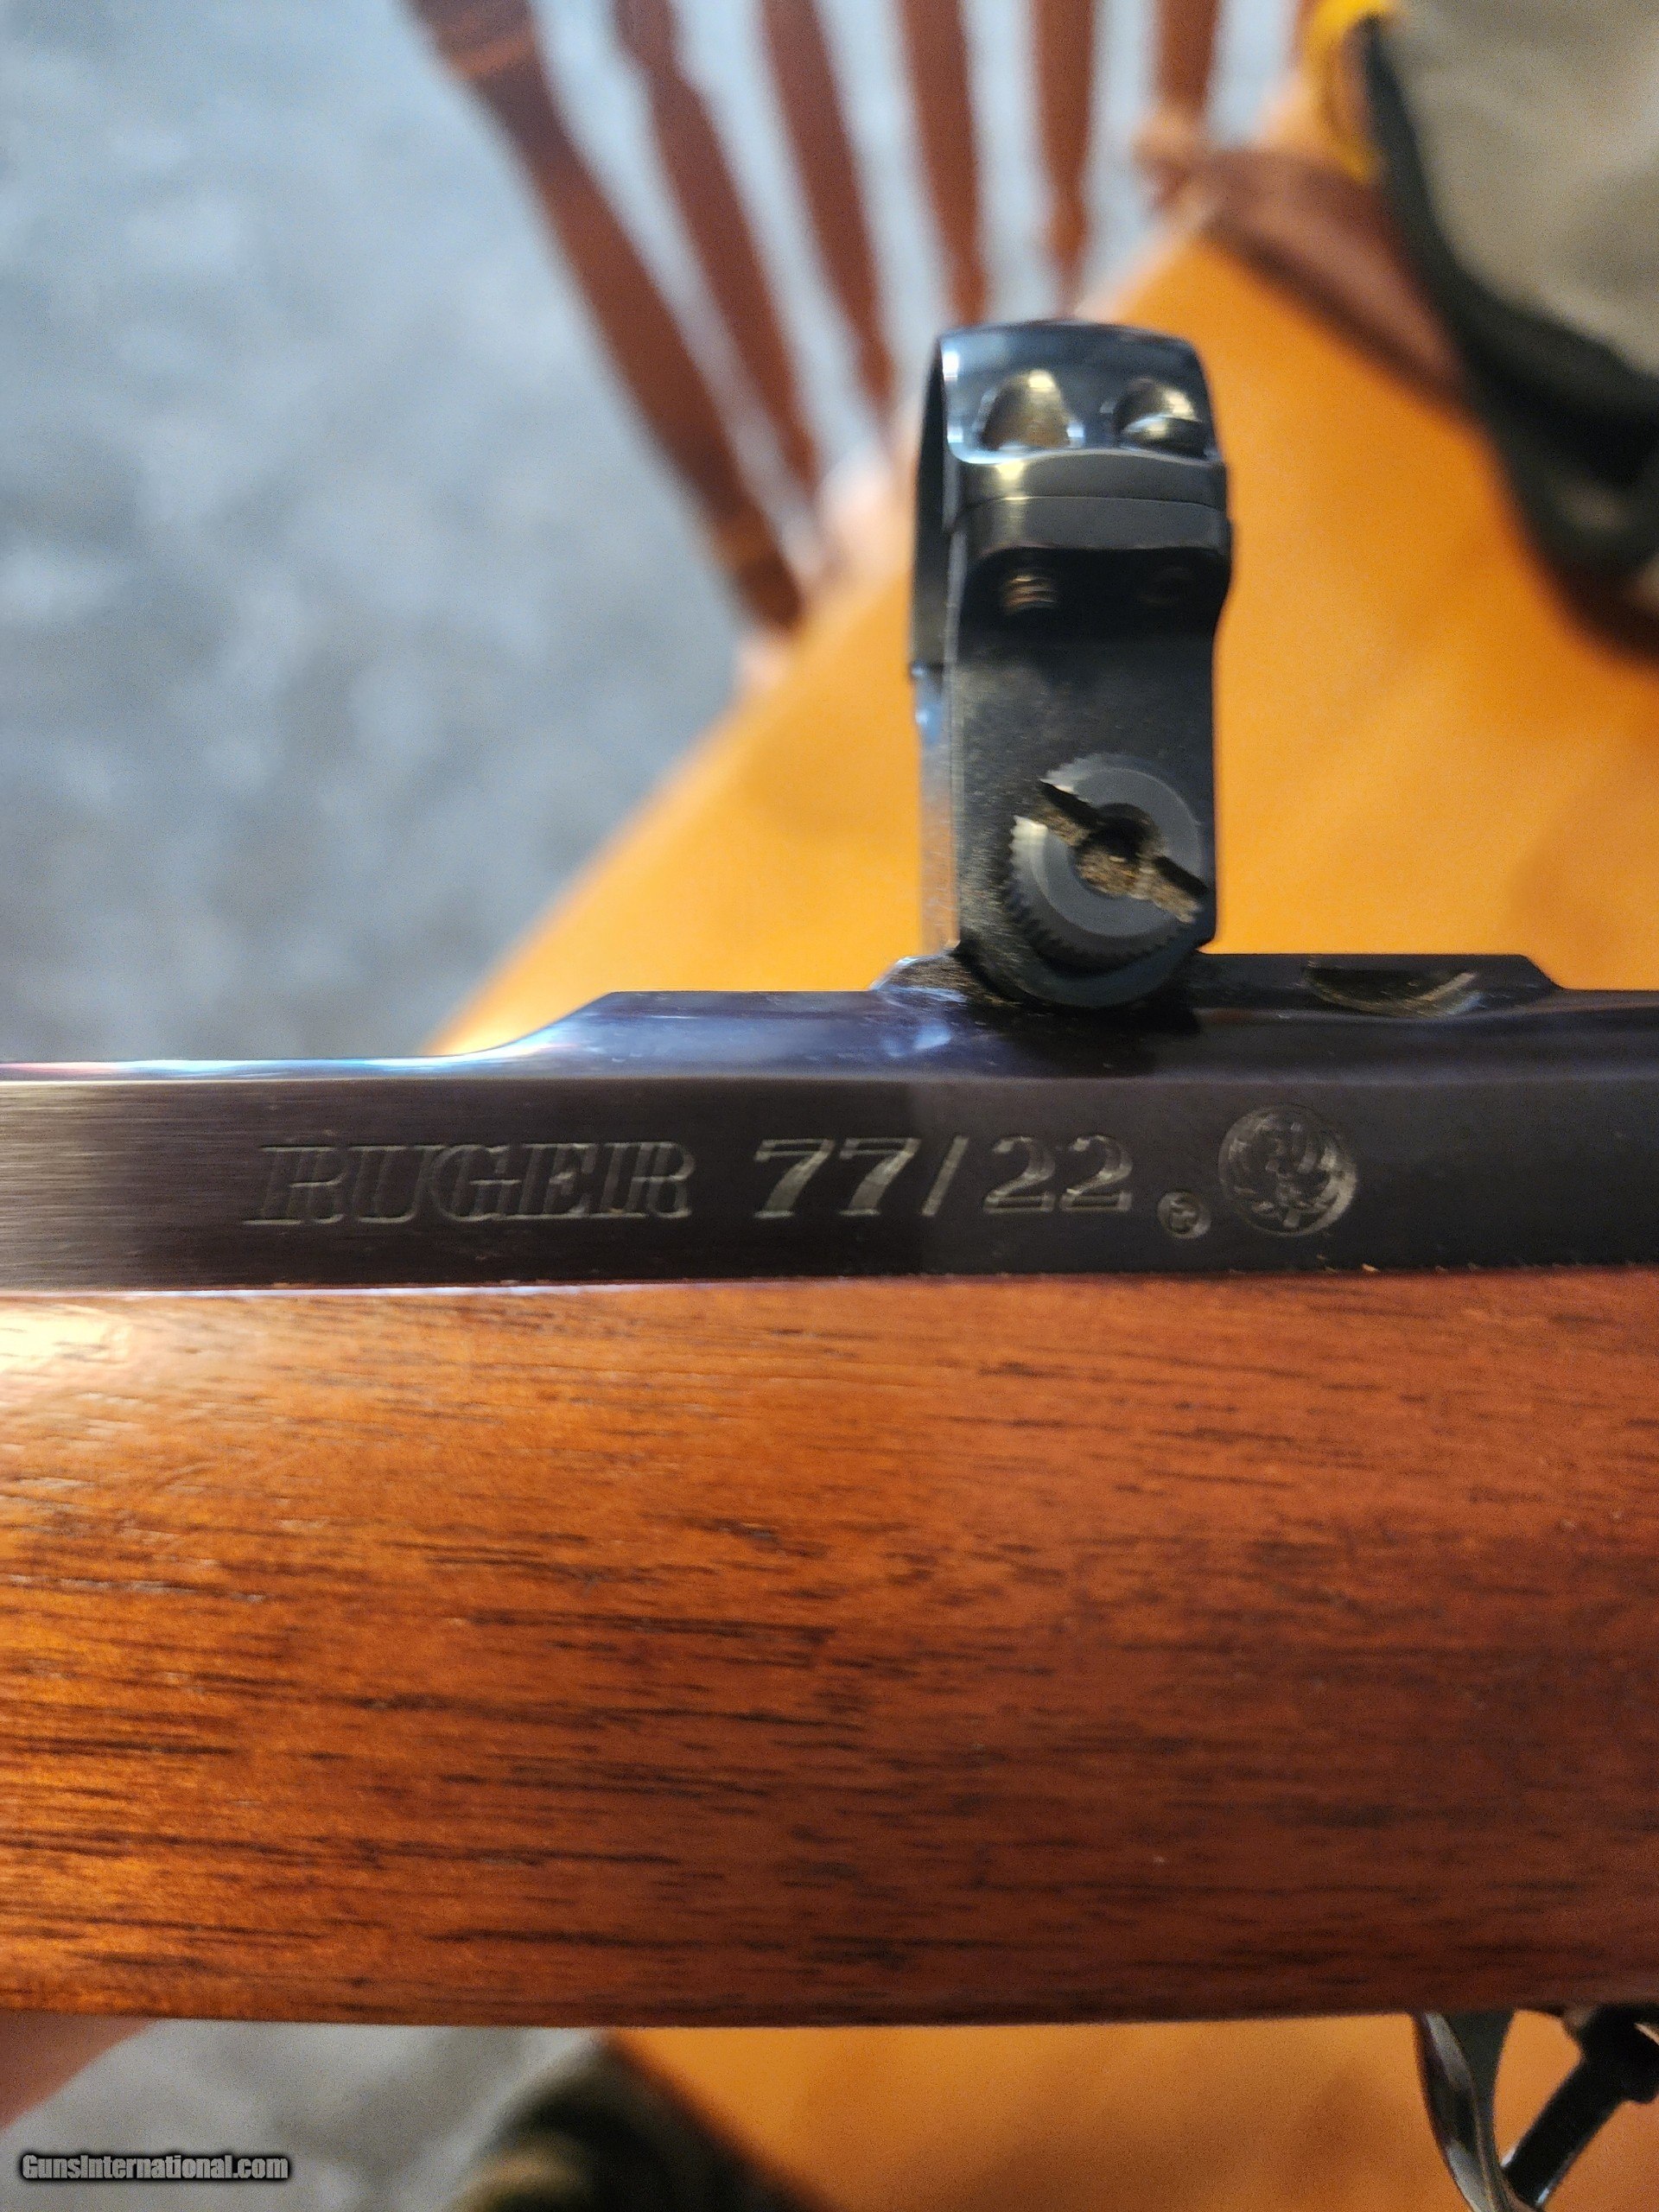 RUGER 77/22 ®
GunsInternational.com